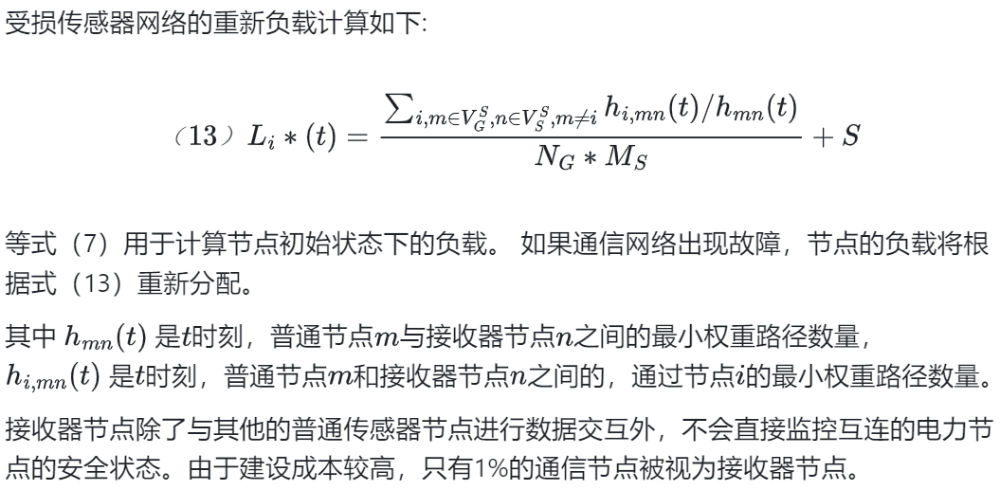 受损传感器网络的重新负载计算如下:
（13）L_i ∗ (t) = \frac{\sum_{i,m∈V_G^S,n∈V_S^S,m≠i} h_{i,mn}(t)/h_{mn}(t)}{N_G ∗ M_S} + S
等式（7）用于计算节点初始状态下的负载。 如果通信网络出现故障，节点的负载将根
据式（13）重新分配。
其中 h_{mn}(t) 是t时刻，普通节点m与接收器节点n之间的最小权重路径数量，
h_{i,mn}(t) 是t时刻，普通节点m和接收器节点n之间的，通过节点i的最小权重路径数量。
接收器节点除了与其他的普通传感器节点进行数据交互外，不会直接监控互连的电力节
点的安全状态。由于建设成本较高，只有1%的通信节点被视为接收器节点。